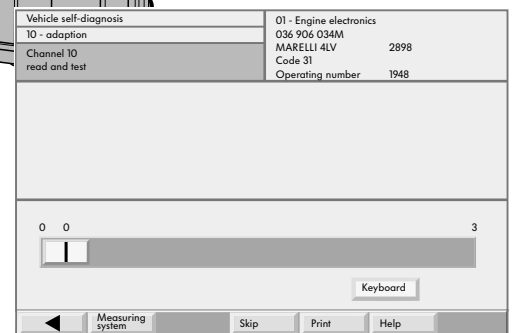 Vehicle self-diagnosis
10 - adaption
Channel 10
read and test
01 - Engine electronics
036 906 034M
MARELLI 4LV 2898
Code 31
Operating number 1948
0 0 3
Keyboard
Measuring
system
Skip Print Help